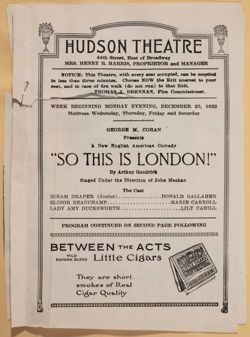 HUDSON THEATRE
44th Street, East of Broadway
MRS. HENRY B. HARRIS, PROPRIETOR and MANAGER
NOTICE: This Theatre, with every seat occupied, can be emptied
in less than three minutes. Choose NOW the Exit nearest to your
seat, and in case of fire walk (do not run) to that Exit.
THOMAS J. DRENNAN, Fire Commissioner.
WEEK BEGINNING MONDAY EVENING, DECEMBER 25, 1922
Matinees Wednesday, Thursday, Friday and Saturday
GEORGE M. COHAN
Presents
A New English American Comedy
"SO THIS IS LONDON!"
By Arthur Goodrich
Staged Under the Direction of John Meehan
The Cast
HIRAM DRAPER (Junior) DONALD GALLAHER
ELINOR BEAUCHAMP MARIE CARROLL
LADY AMY DUCKSWORTH LILY CAHILL
PROGRAM CONTINUED ON SECOND PAGE FOLLOWING
BETWEEN THE ACTS
MILD
HAVANA BLEND
Little Cigars
They are short
smokes of Real
Cigar Quality